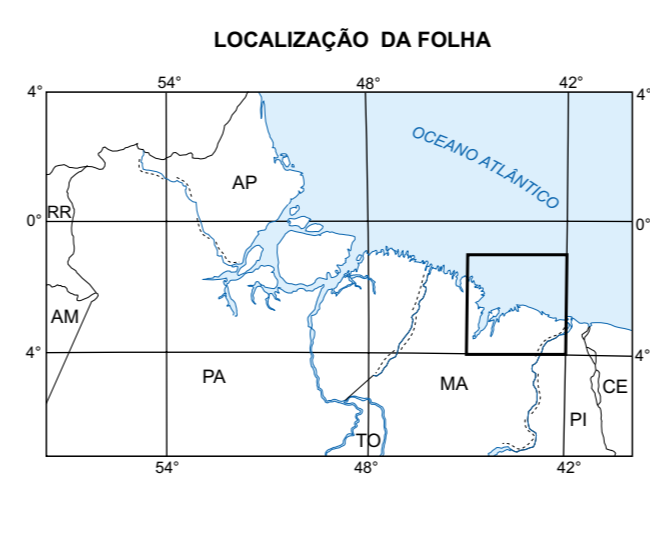 LOCALIZAÇÃO DA FOLHA
54° 48° 42°
4° 4°
OCEANO ATLÂNTICO
AP
RR
0° 0°
AM
4° 4°
PA
MA
CE
PI
TO
54° 48° 42°